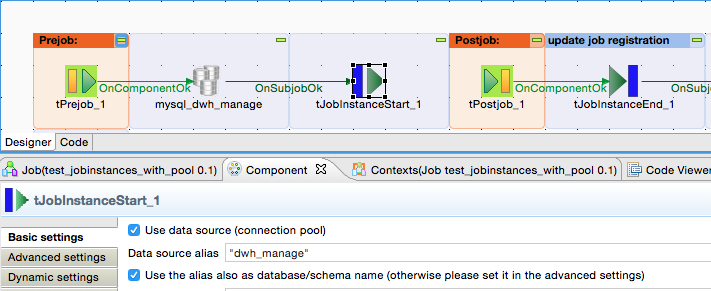 Prejob:
Postjob:
update job registration
OnComponentOk
OnSubjobOk
OnComponentOk
OnSubj
tPrejob_1
mysql_dwh_manage
tJobInstanceStart_1
tPostjob_1
tJobInstanceEnd_1
Designer
Code
Job(test_jobinstances_with_pool 0.1)
Component
Contexts(Job test_jobinstances_with_pool 0.1)
Code Viewer
tJobInstanceStart_1
Basic settings
Use data source (connection pool)
Advanced settings
Data source alias
"dwh_manage"
Dynamic settings
Use the alias also as database/schema name (otherwise please set it in the advanced settings)